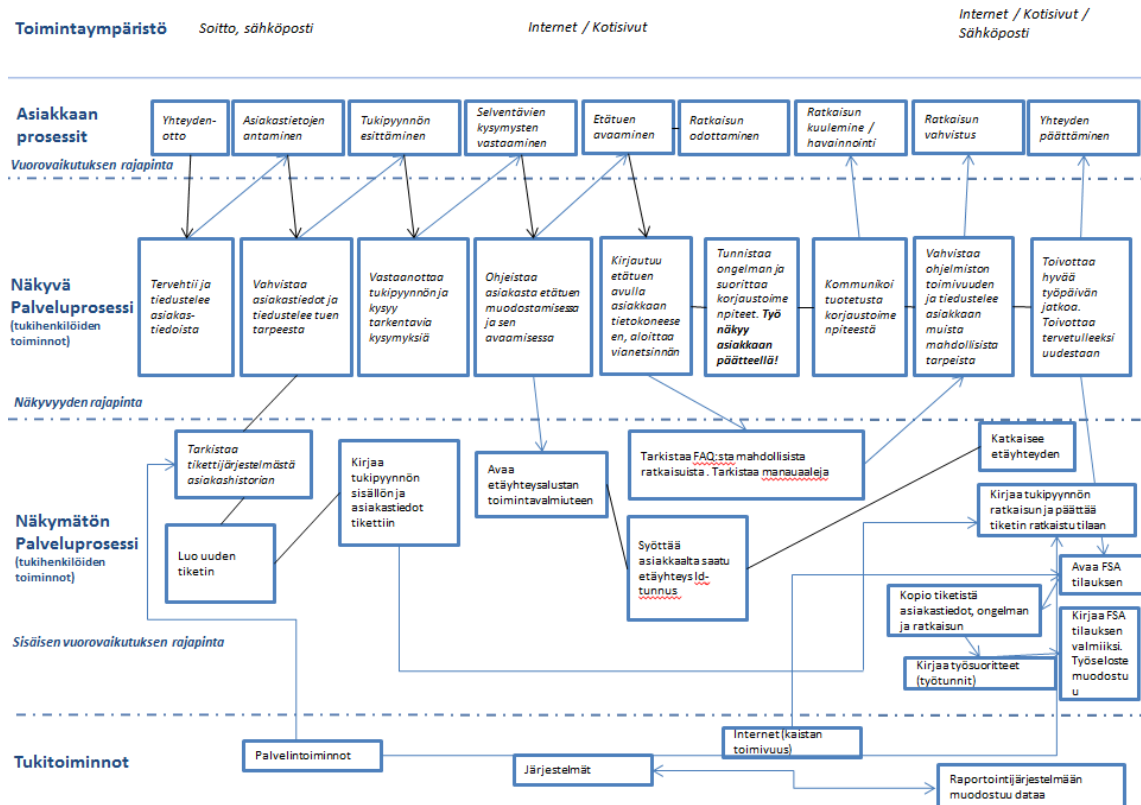 Toimintaympäristö
Soitto, sähköposti
Internet / Kotisivut
Internet / Kotisivut /
Sähköposti
Asiakkaan
prosessit
Yhteyden-
otto
Asiakastietojen
antaminen
Tukipyynnön
esittäminen
Selventävien
kysymysten
vastaaminen
Etätuen
avaaminen
Ratkaisun
odottaminen
Ratkaisun
kuulemine /
havainnointi
Ratkaisun
vahvistus
Yhteyden
päättäminen
Vuorovaikutuksen rajapinta
Näkyvä
Palveluprosessi
(tukihenkilöiden
toiminnot)
Tervehtii ja
tiedustelee
asiakas-
tiedoista
Vahvistaa
asiakastiedot ja
tiedustelee tuen
tarpeesta
Vastaanottaa
tukipyynnön ja
kysyy
tarkentavia
kysymyksiä
Ohjeistaa
asiakasta etätuen
muodostamisessa
ja sen
avaamisessa
Kirjautuu
etätuen
avulla
asiakkaan
tietokoneese
en, aloittaa
vianetsinnän
Tunnistaa
ongelman ja
suorittaa
korjaustoime
npiteet. Työ
näkyy
asiakkaan
päätteellä!
Kommunikoi
tuotetusta
korjaustoime
npiteestä
Vahvistaa
ohjelmiston
toimivuuden
ja tiedustelee
asiakkaan
muista
mahdollisista
tarpeista
Toivottaa
hyvää
työpäivän
jatkoa.
Toivottaa
tervetulleeksi
uudestaan
Näkyvyyden rajapinta
Näkymätön
Palveluprosessi
(tukihenkilöiden
toiminnot)
Tarkistaa
tikettijärjestelmästä
asiakashistorian
Luo uuden
tiketin
Kirjaa
tukipyynnön
sisällön ja
asiakastiedot
tikettiin
Avaa
etäyhteysalustan
toimintavalmiuteen
Tarkistaa FAQ:sta mahdollisista
ratkaisuista . Tarkistaa manauaaleja
Syöttää
asiakkaalta saatu
etäyhteys Id-
tunnus
Katkaisee
etäyhteyden
Kirjaa tukipyynnön
ratkaisun ja päättää
tiketin ratkaistu tilaan
Avaa FSA
tilauksen
Kopio tiketistä
asiakastiedot, ongelman
ja ratkaisun
Kirjaa työsuoritteet
(työtunnit)
Kirjaa FSA
tilauksen
valmiiksi.
Työseloste
muodostu
u
Sisäisen vuorovaikutuksen rajapinta
Tukitoiminnot
Palvelintoiminnot
Järjestelmät
Internet (kaistan
toimivuus)
Raportointijärjestelmään
muodostuu dataa